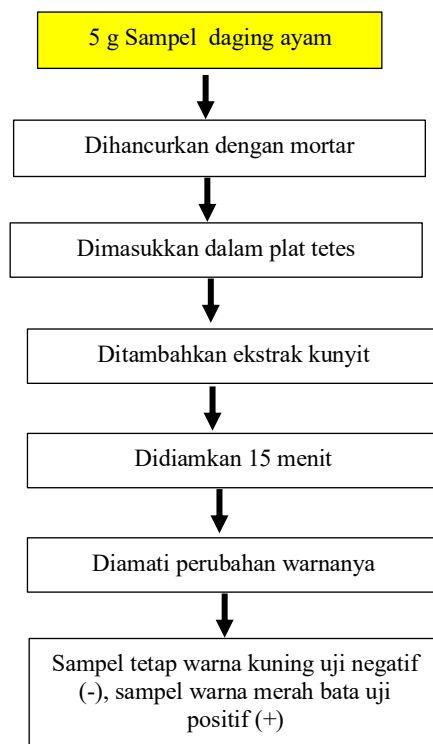 5 g Sampel daging ayam
Dihancurkan dengan mortar
Dimasukkan dalam plat tetes
Ditambahkan ekstrak kunyit
Didiamkan 15 menit
Diamati perubahan warnanya
Sampel tetap warna kuning uji negatif
(-), sampel warna merah bata uji
positif (+)